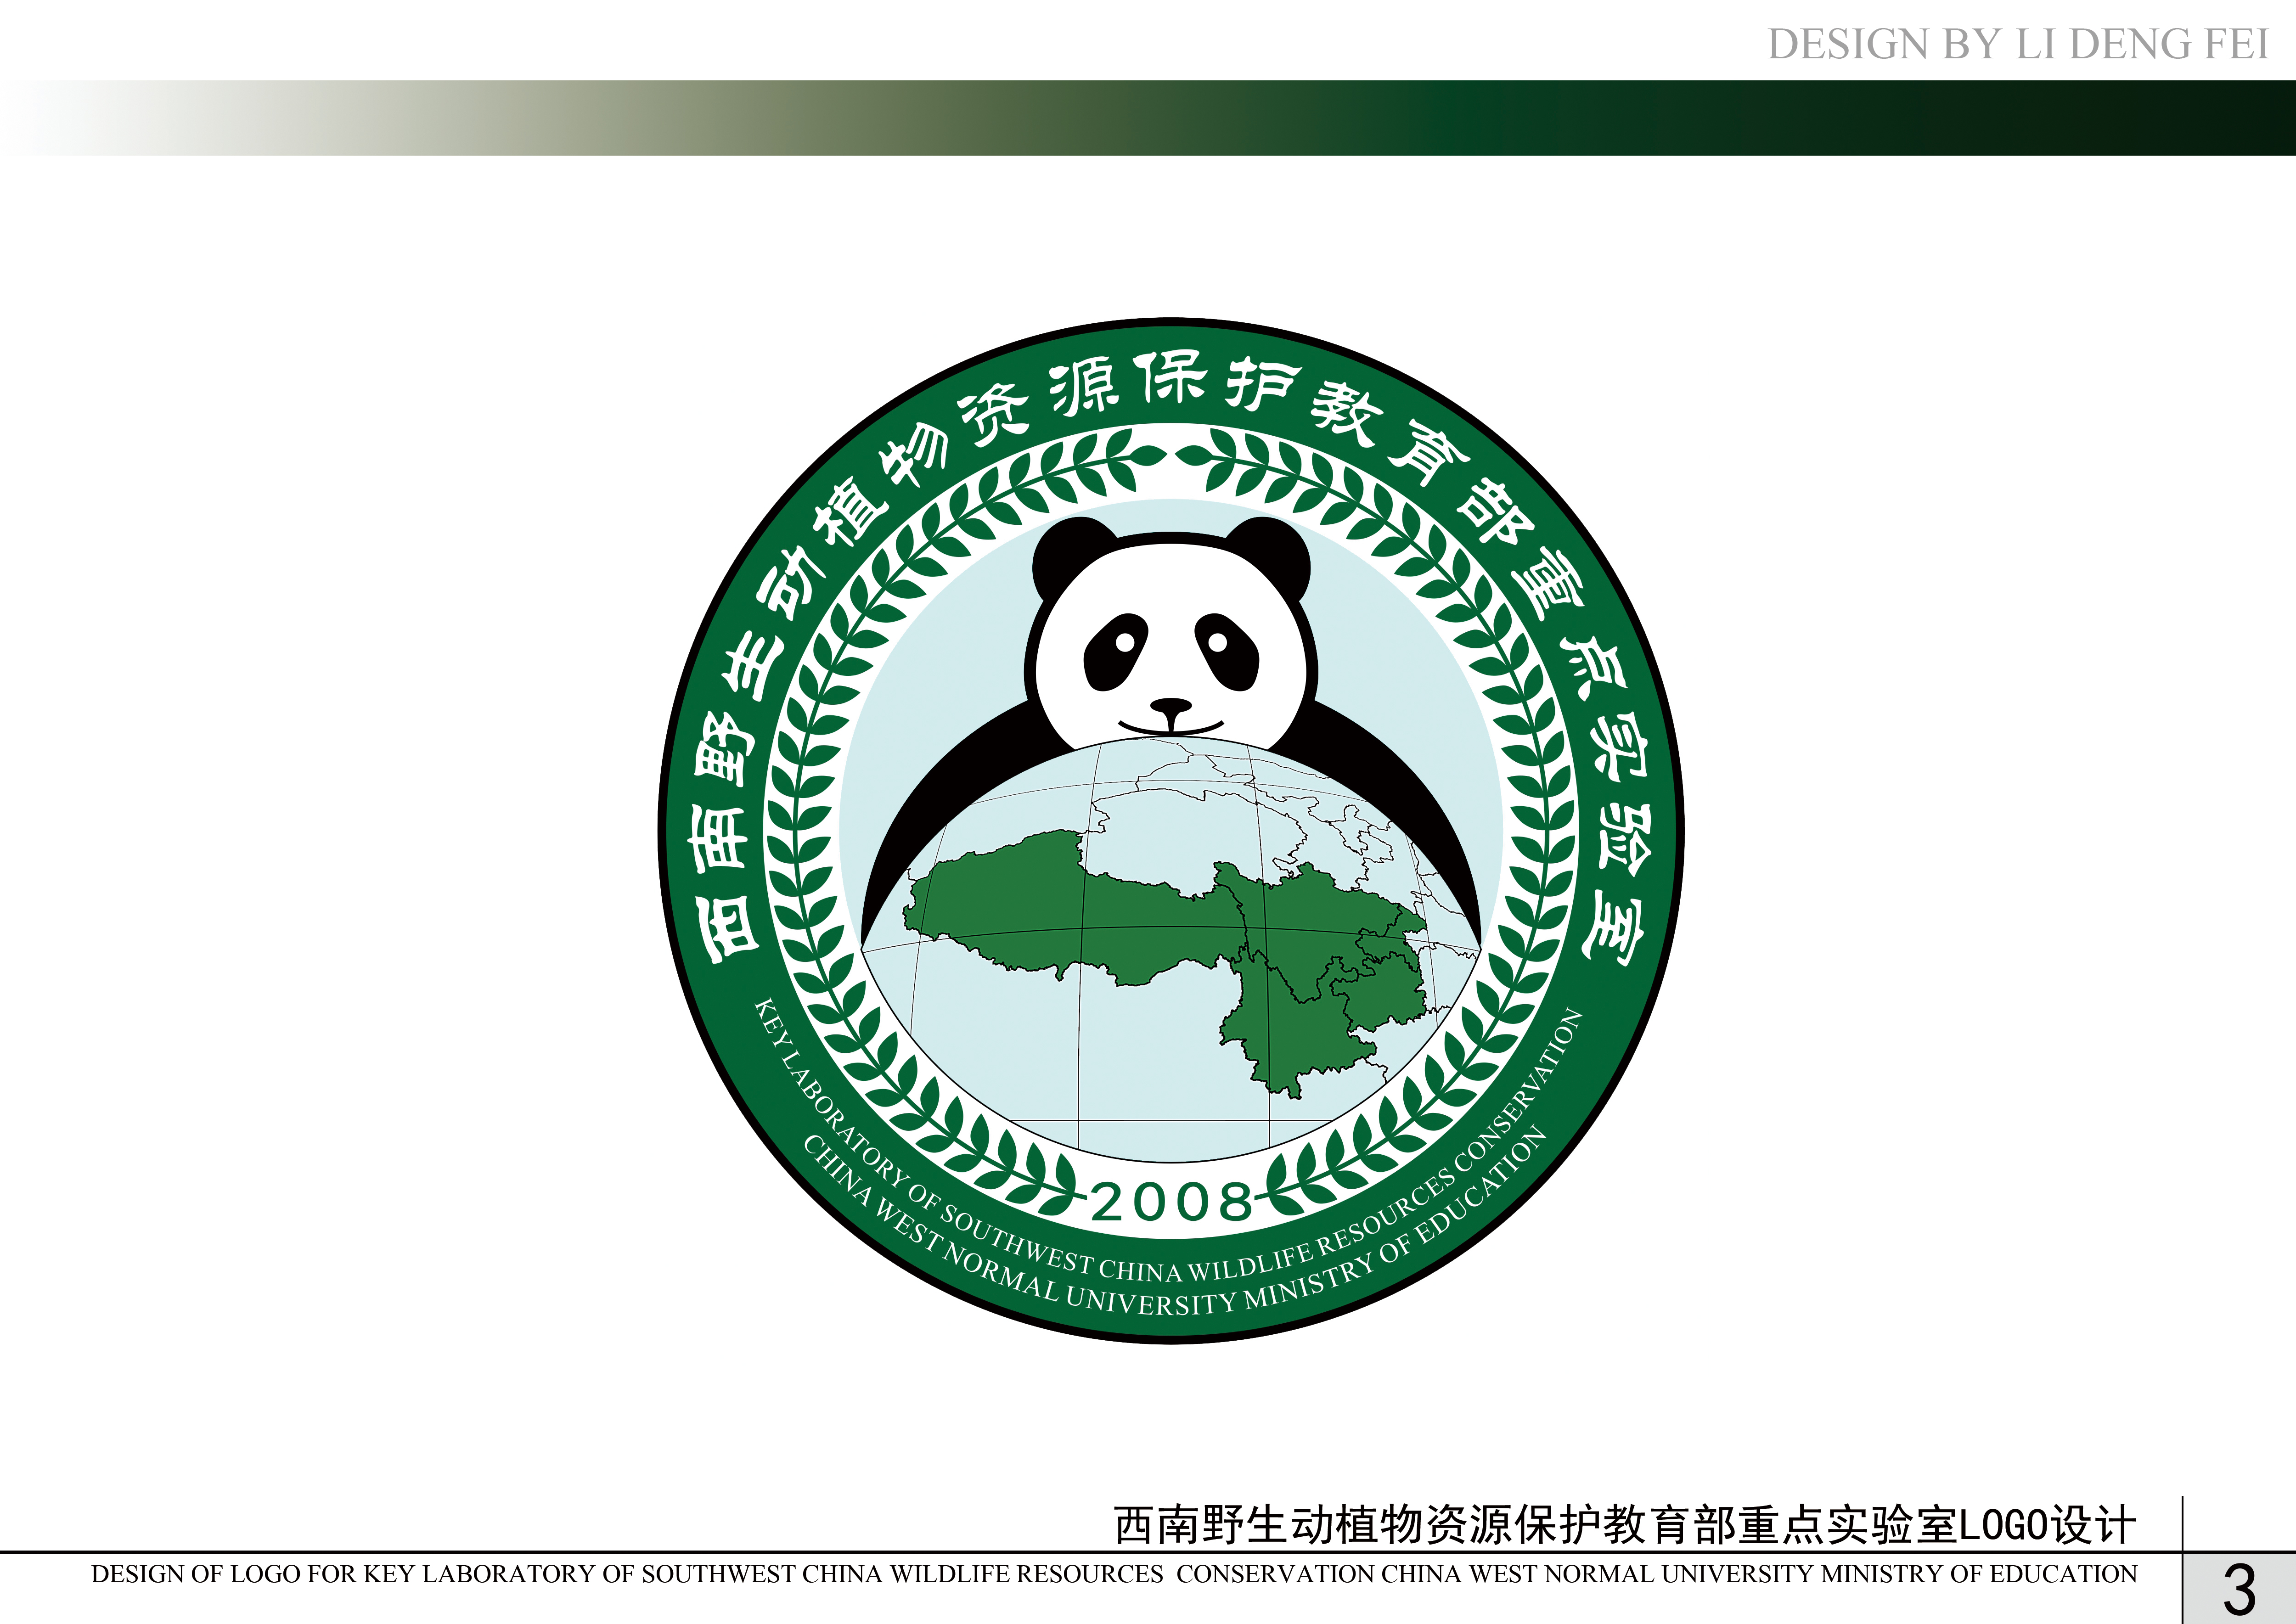 DESIGN BY LI DENG FEI
西南野生动植物资源保护教育部重点实验室
2008
KEY LABORATORY OF SOUTHWEST CHINA WILDLIFE RESOURCES CONSERVATION
CHINA WEST NORMAL UNIVERSITY MINISTRY OF EDUCATION
西南野生动植物资源保护教育部重点实验室LOGO设计
DESIGN OF LOGO FOR KEY LABORATORY OF SOUTHWEST CHINA WILDLIFE RESOURCES CONSERVATION CHINA WEST NORMAL UNIVERSITY MINISTRY OF EDUCATION
3